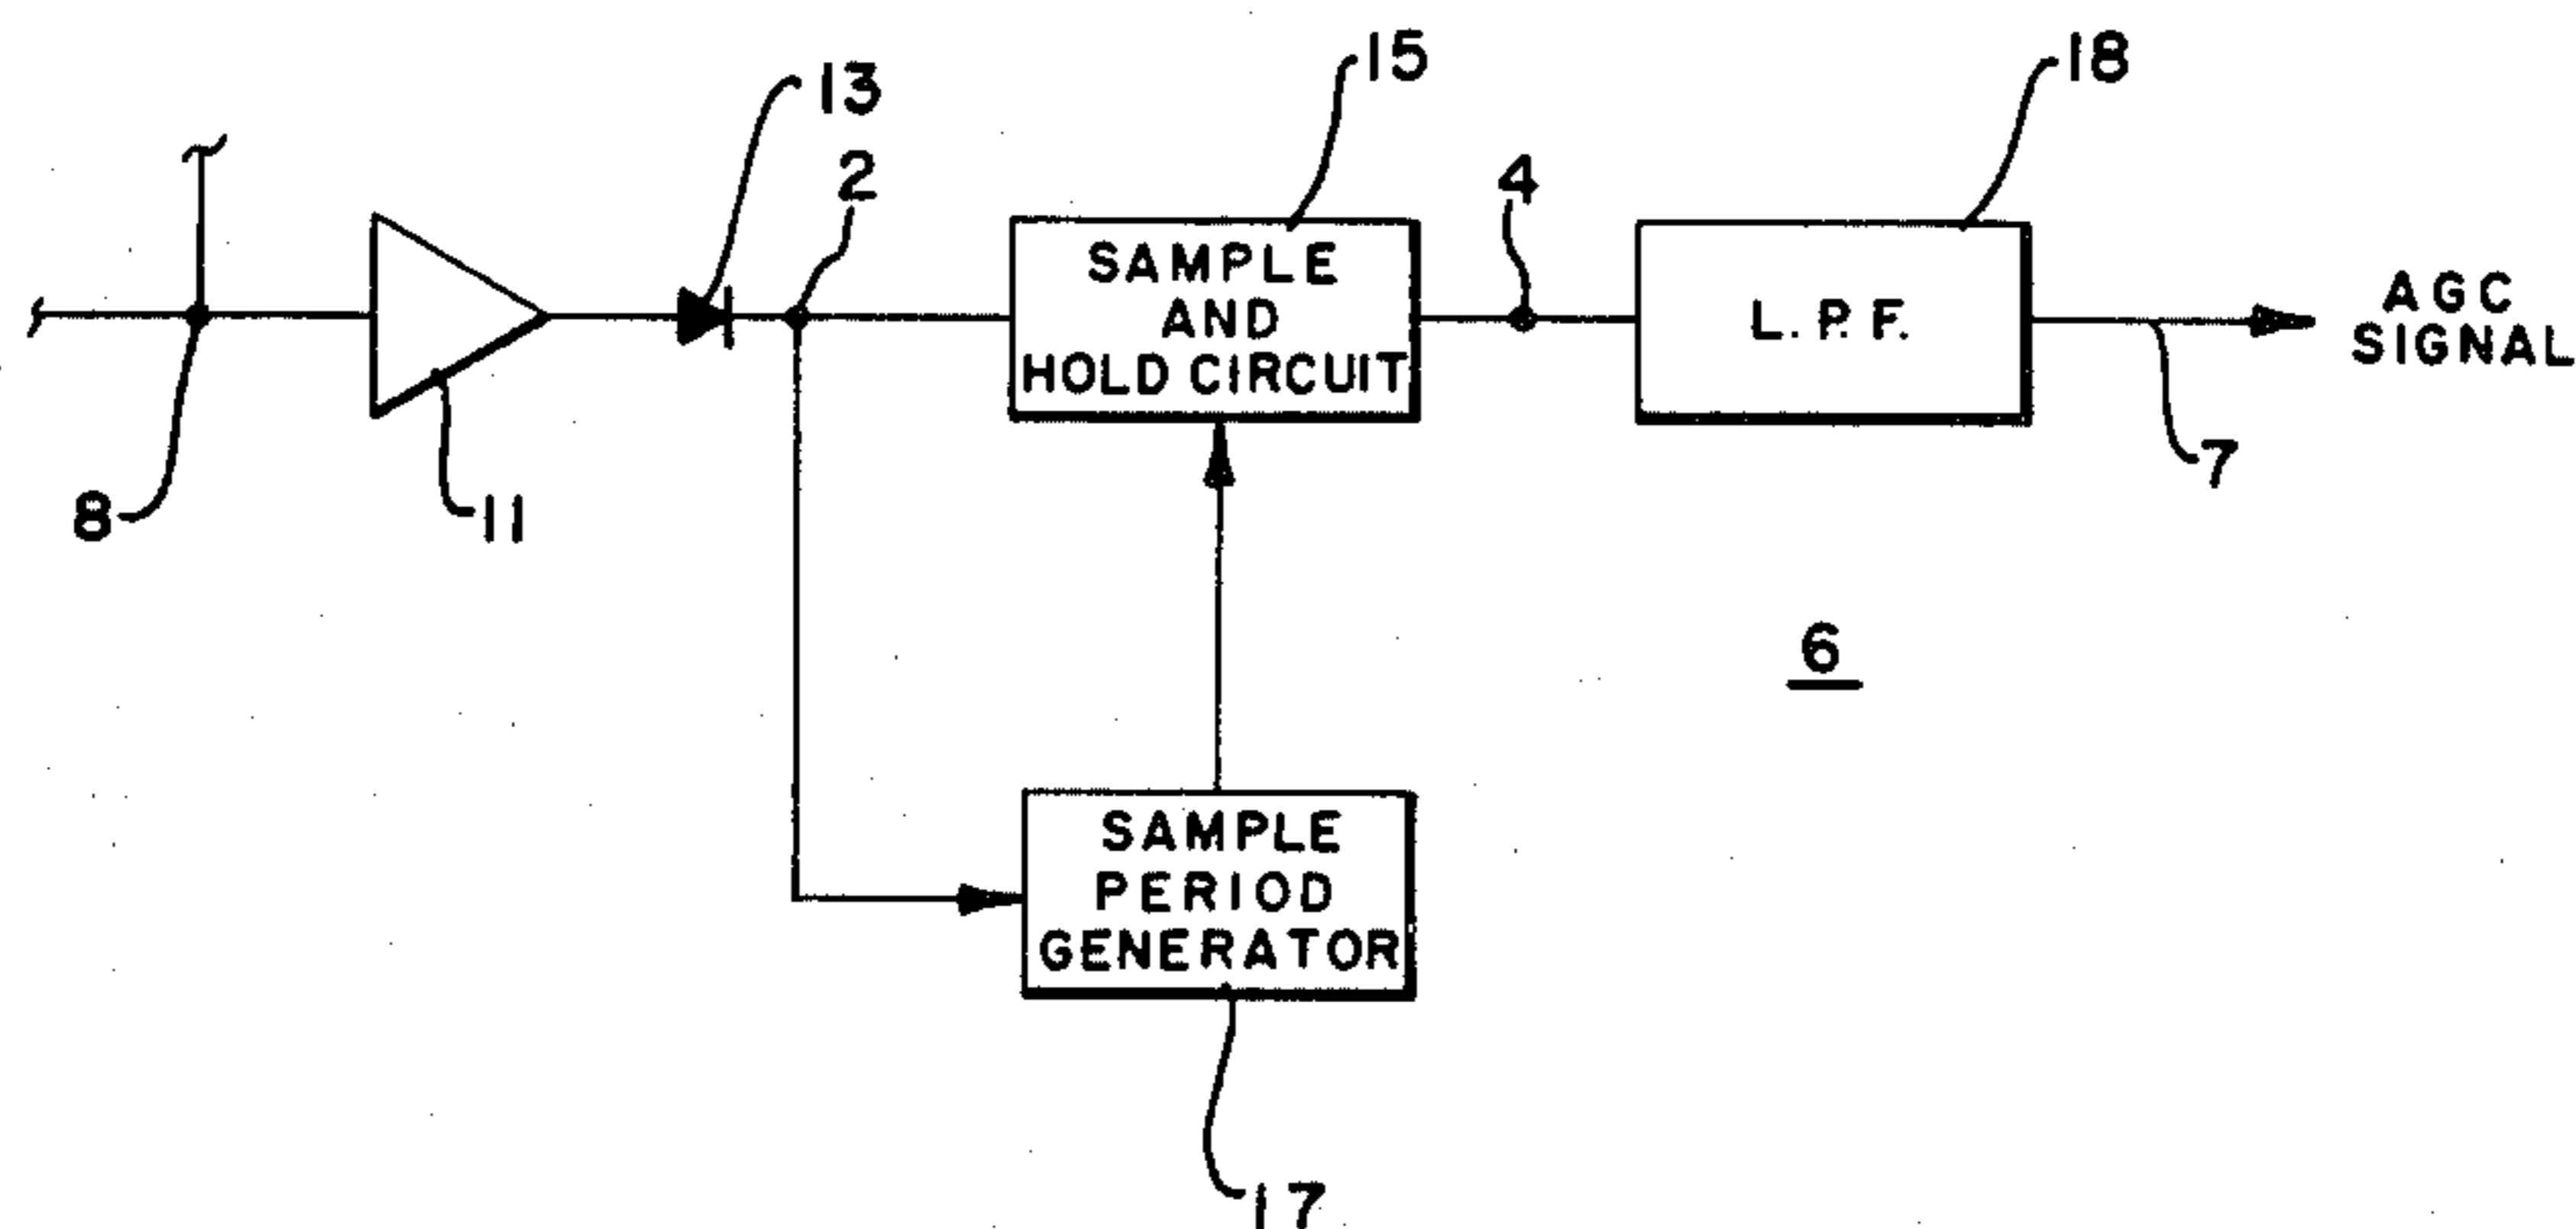 13
15
18
2
4
SAMPLE
AND
HOLD CIRCUIT
L. P. F.
AGC
SIGNAL
8
11
7
6
SAMPLE
PERIOD
GENERATOR
17